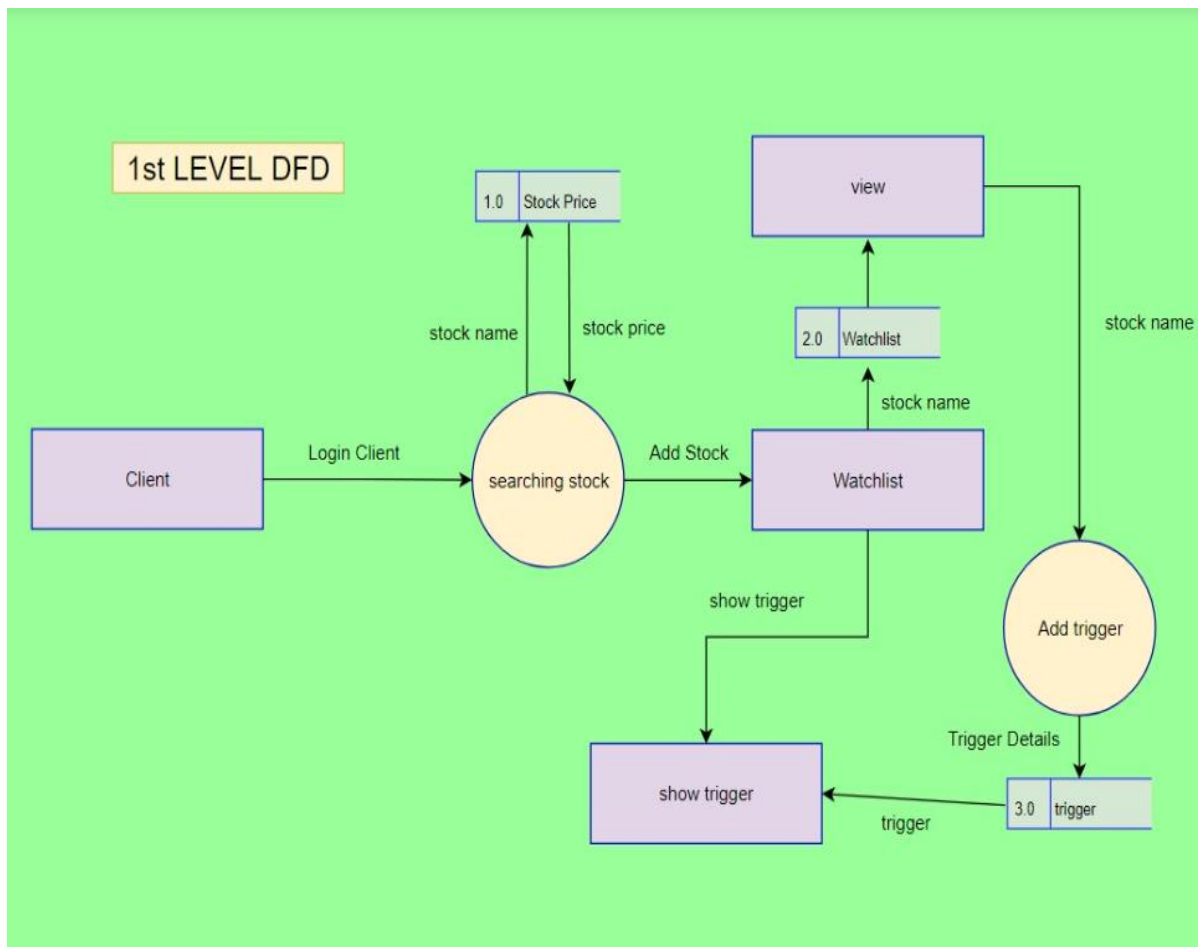 1st LEVEL DFD
1.0 Stock Price
view
stock name
stock price
2.0 Watchlist
stock name
stock name
Client
Login Client
searching stock
Add Stock
Watchlist
show trigger
Add trigger
Trigger Details
show trigger
trigger
3.0 trigger